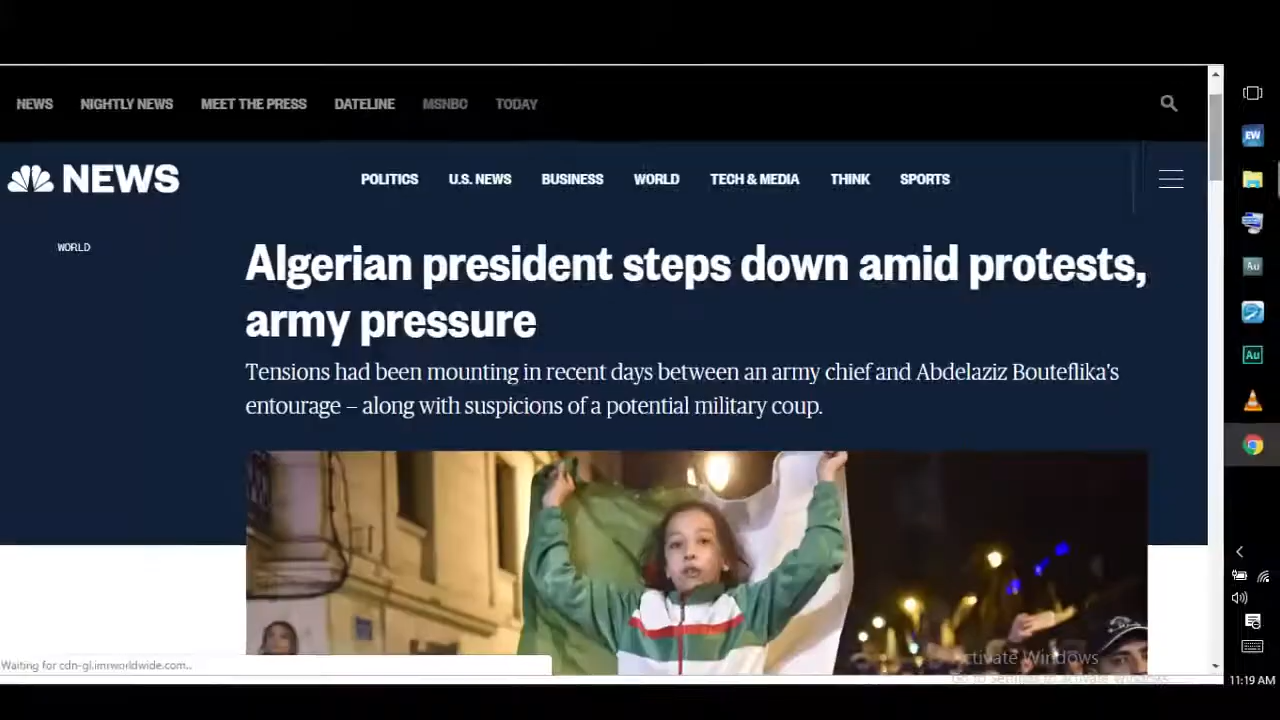 NEWS NIGHTLY NEWS MEET THE PRESS DATELINE MSNBC TODAY
NEWS POLITICS U.S. NEWS BUSINESS WORLD TECH & MEDIA THINK SPORTS
WORLD
Algerian president steps down amid protests,
army pressure
Tensions had been mounting in recent days between an army chief and Abdelaziz Bouteflika's
entourage – along with suspicions of a potential military coup.
Activate Windows
Waiting for cdn-gl.imrworldwide.com...
EW
Au
Au
11:19 AM